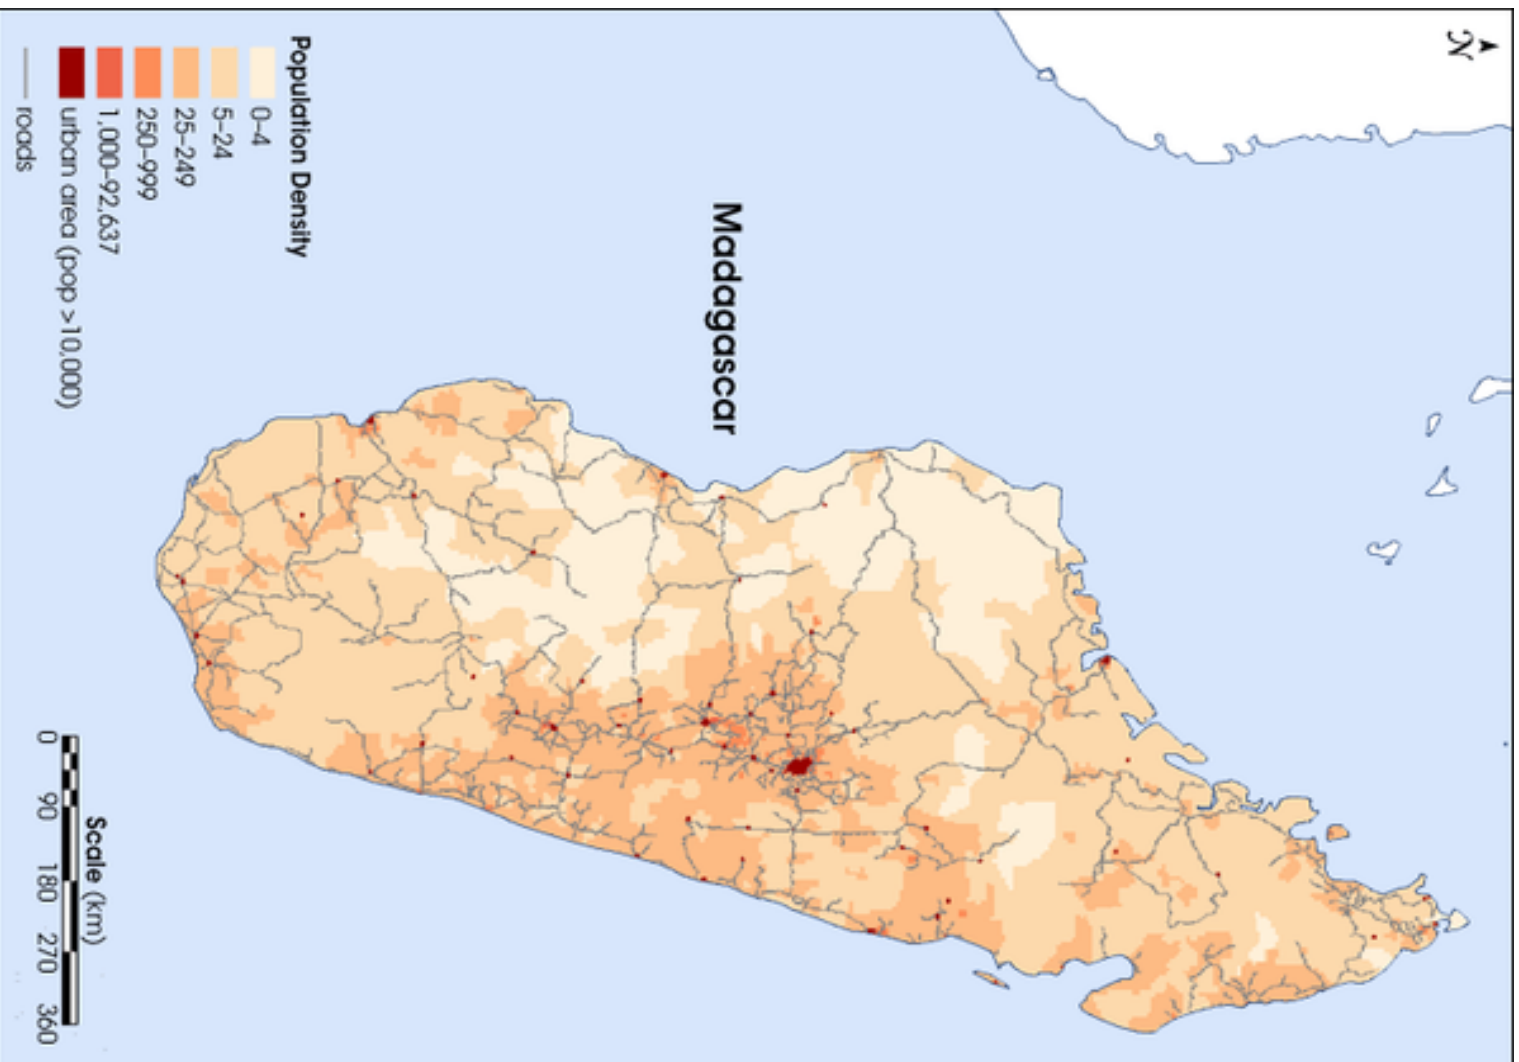 N
Madagascar
Population Density
0–4
5–24
25–249
250–999
1,000–92,637
urban area (pop >10,000)
roads
Scale (km)
0 90 180 270 360